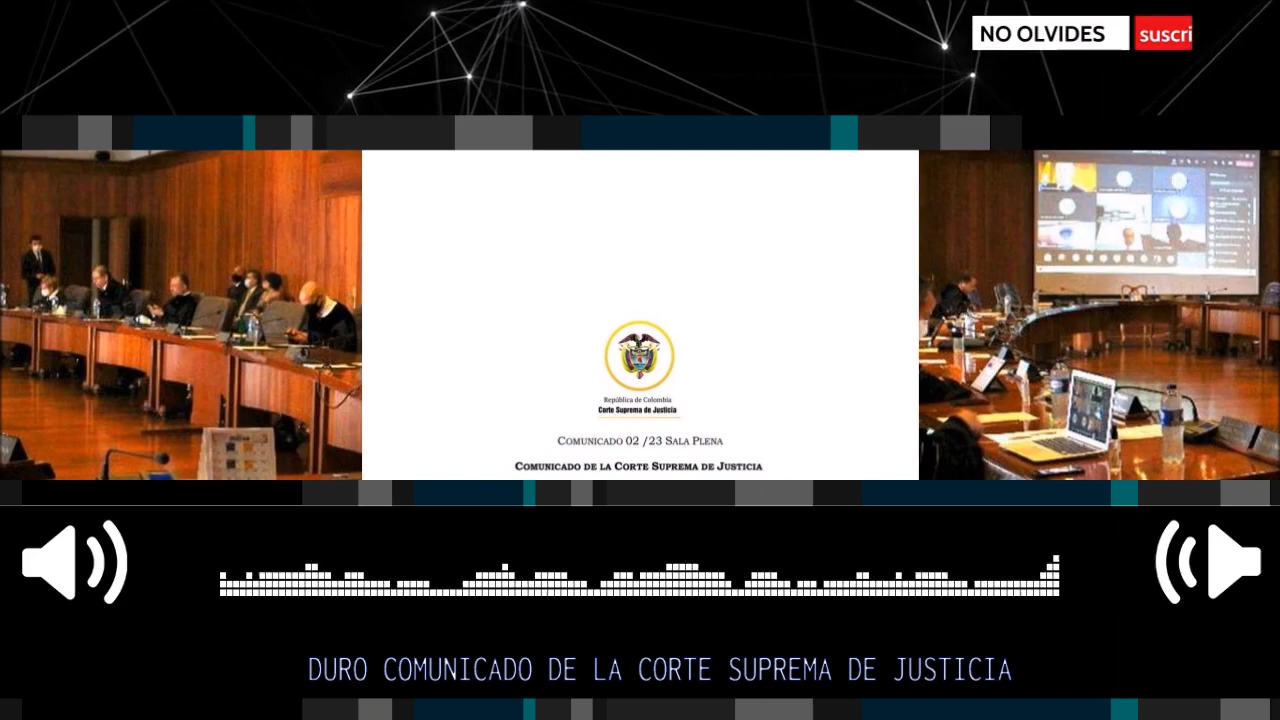 NO OLVIDES
suscri
República de Colombia
Corte Suprema de Justicia
COMUNICADO 02 /23 SALA PLENA
COMUNICADO DE LA CORTE SUPREMA DE JUSTICIA
DURO COMUNICADO DE LA CORTE SUPREMA DE JUSTICIA